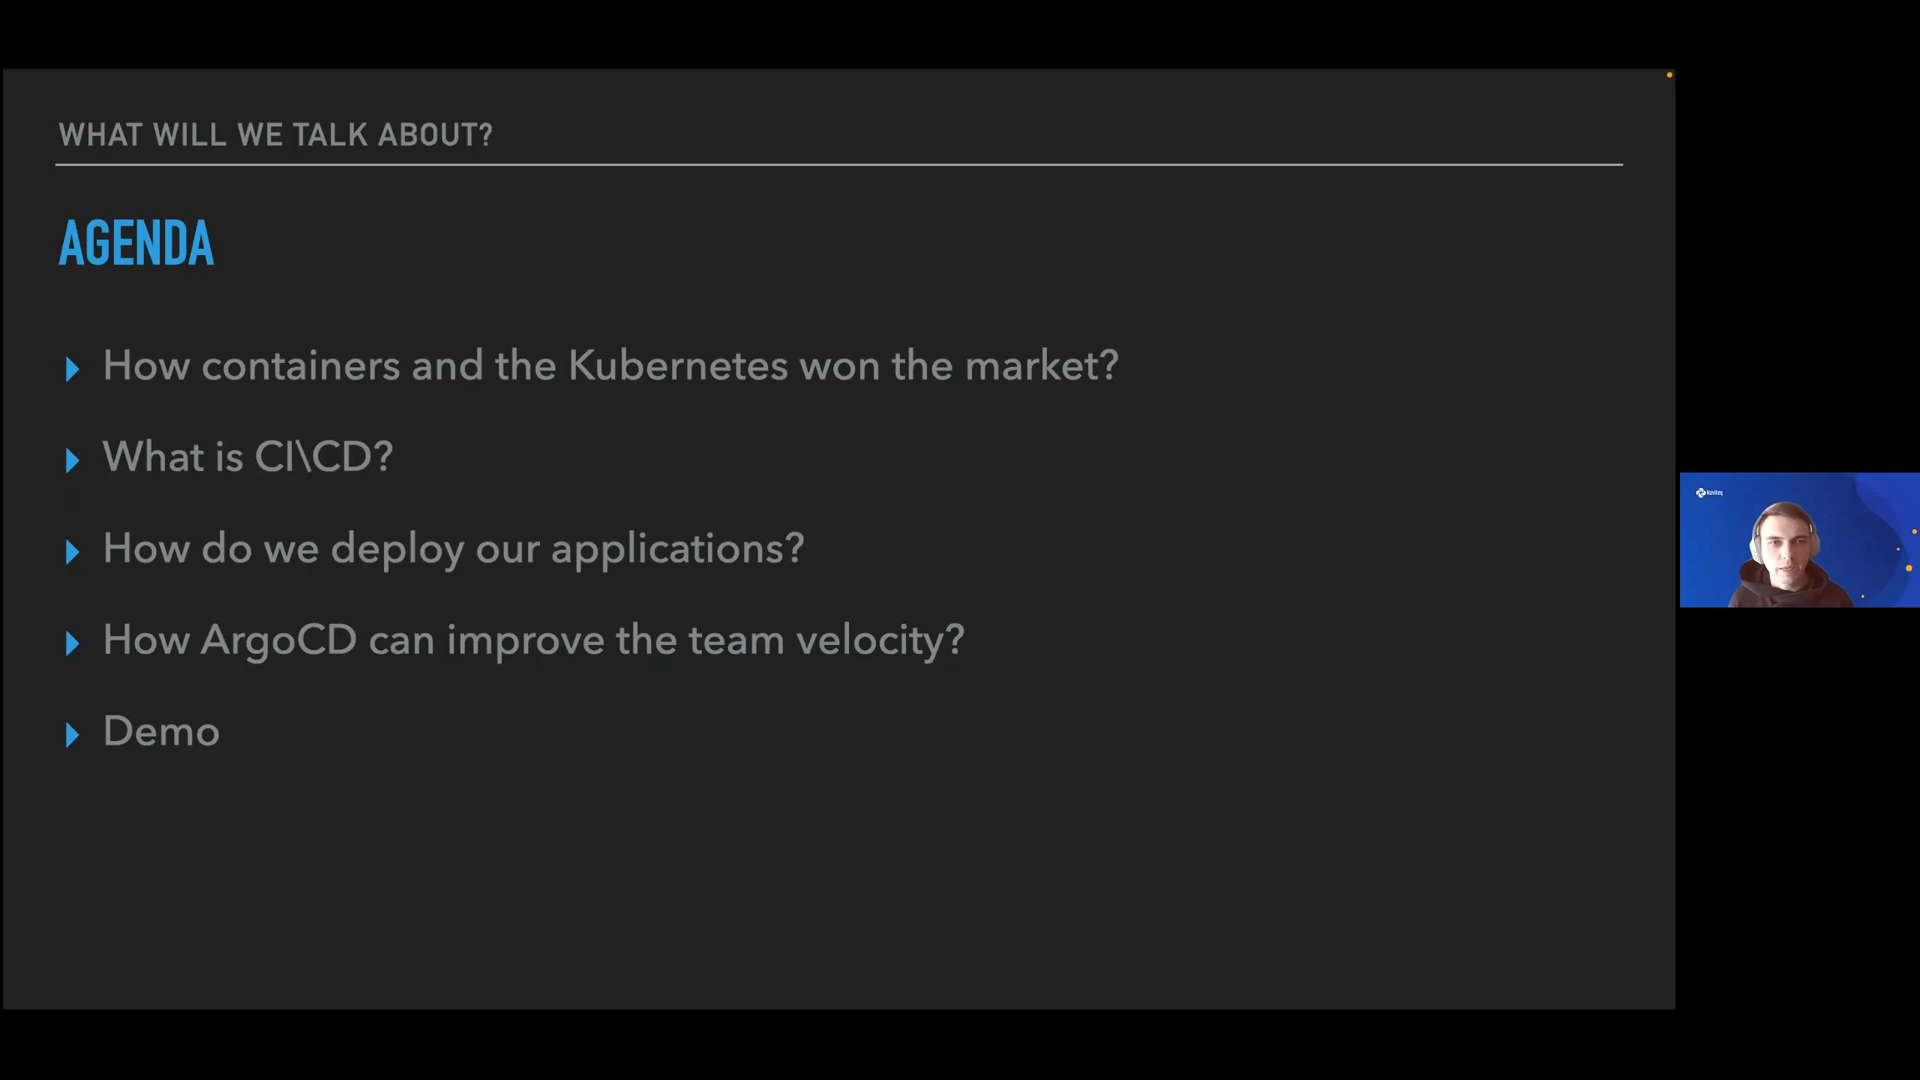 WHAT WILL WE TALK ABOUT?
AGENDA
How containers and the Kubernetes won the market?
What is CI\CD?
How do we deploy our applications?
How ArgoCD can improve the team velocity?
Demo
Naviteq